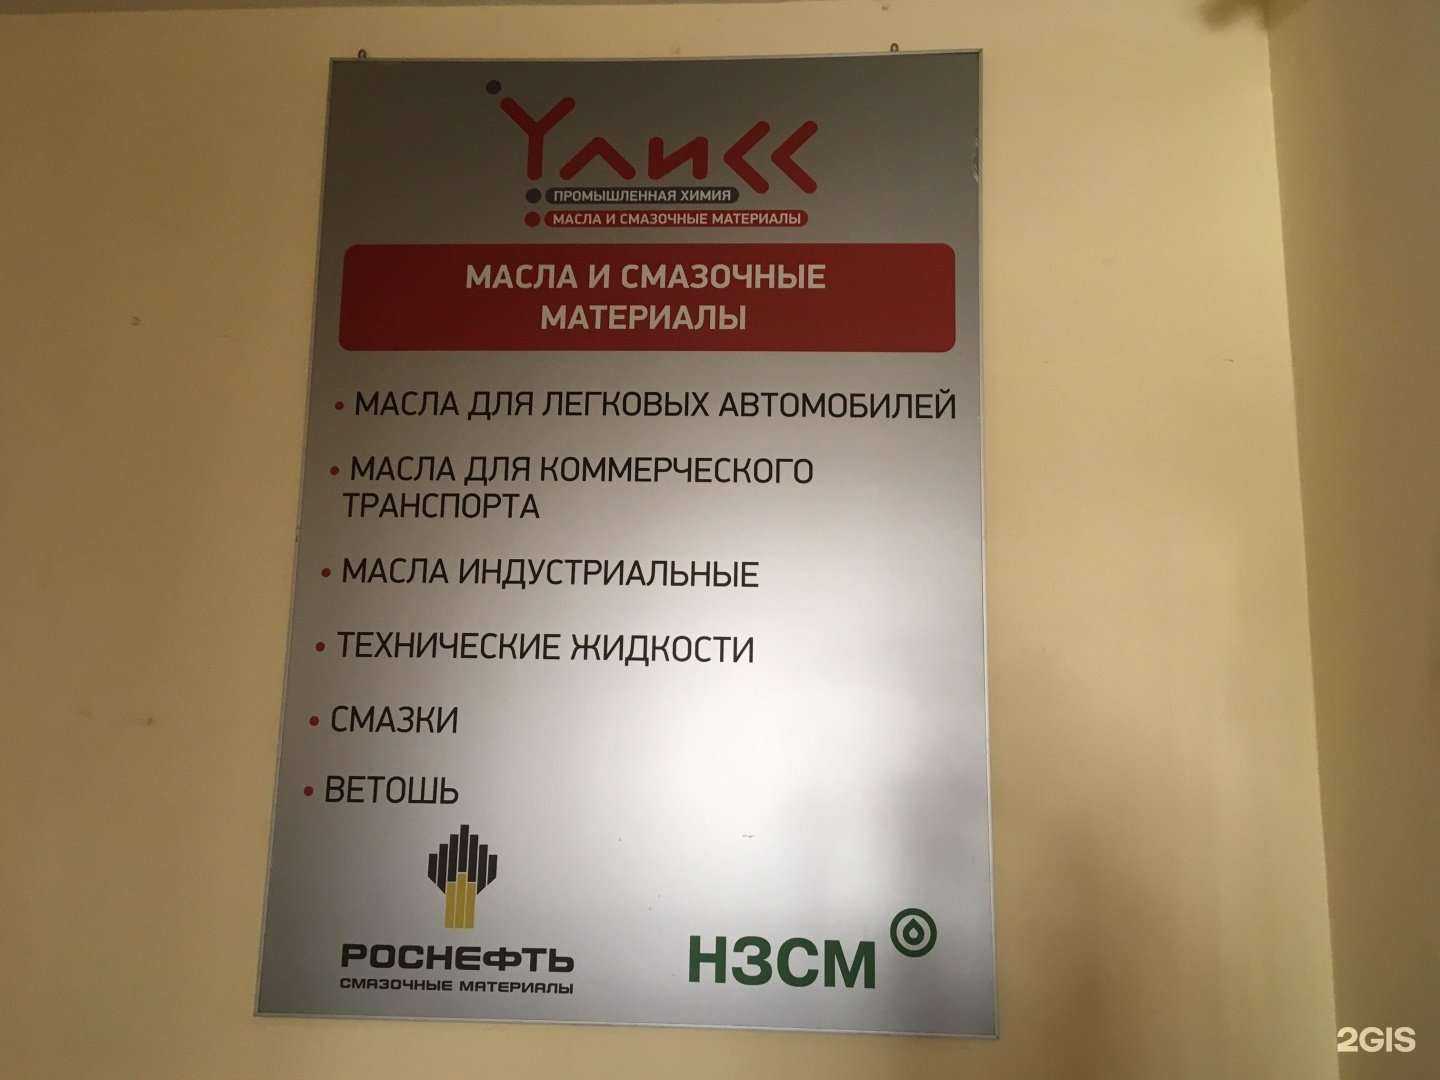 Улисс
ПРОМЫШЛЕННАЯ ХИМИЯ
МАСЛА И СМАЗОЧНЫЕ МАТЕРИАЛЫ
МАСЛА И СМАЗОЧНЫЕ
МАТЕРИАЛЫ
• МАСЛА ДЛЯ ЛЕГКОВЫХ АВТОМОБИЛЕЙ
• МАСЛА ДЛЯ КОММЕРЧЕСКОГО
ТРАНСПОРТА
• МАСЛА ИНДУСТРИАЛЬНЫЕ
• ТЕХНИЧЕСКИЕ ЖИДКОСТИ
• СМАЗКИ
• ВЕТОШЬ
РОСНЕФТЬ
СМАЗОЧНЫЕ МАТЕРИАЛЫ
НЗСМ
2GIS